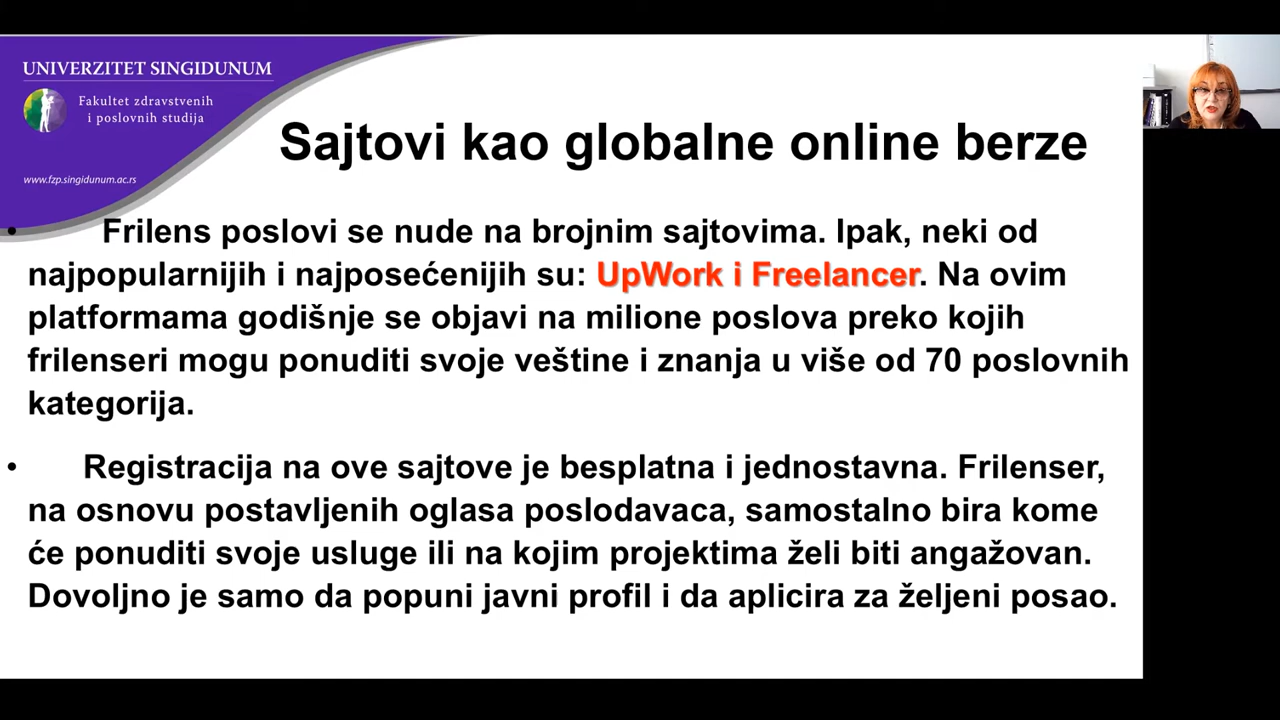 UNIVERZITET SINGIDUNUM
Fakultet zdravstvenih
i poslovnih studija
www.fzp.singidunum.ac.rs
Sajtovi kao globalne online berze
• Frilens poslovi se nude na brojnim sajtovima. Ipak, neki od
najpopularnijih i najposećenijih su: UpWork i Freelancer. Na ovim
platformama godišnje se objavi na milione poslova preko kojih
frilenseri mogu ponuditi svoje veštine i znanja u više od 70 poslovnih
kategorija.
• Registracija na ove sajtove je besplatna i jednostavna. Frilenser,
na osnovu postavljenih oglasa poslodavaca, samostalno bira kome
će ponuditi svoje usluge ili na kojim projektima želi biti angažovan.
Dovoljno je samo da popuni javni profil i da aplicira za željeni posao.